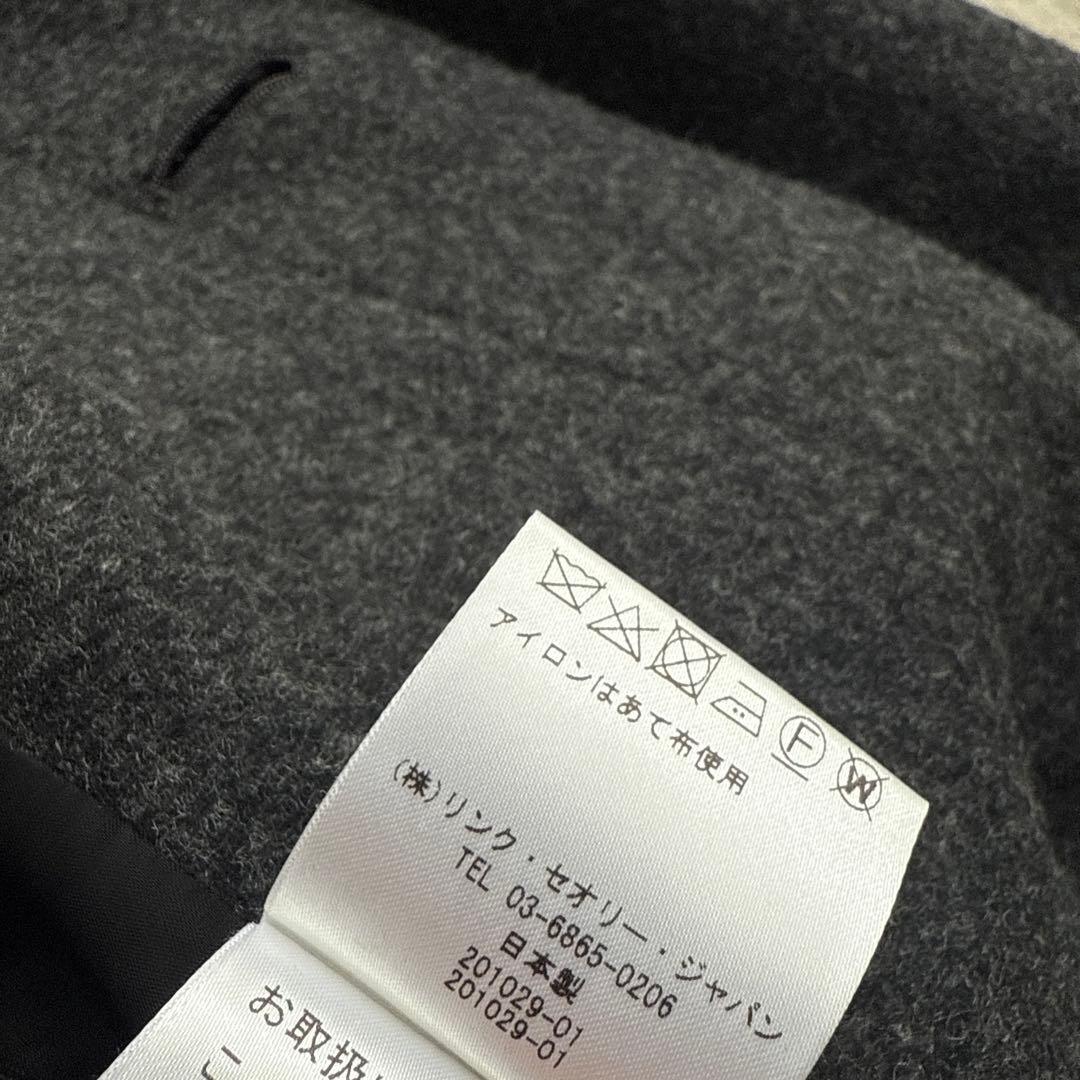 F W
アイロンはあて布使用
(株)リンク・セオリー・ジャパン
TEL 03-6865-0206
日本製
201029-01
201029-01
お取扱